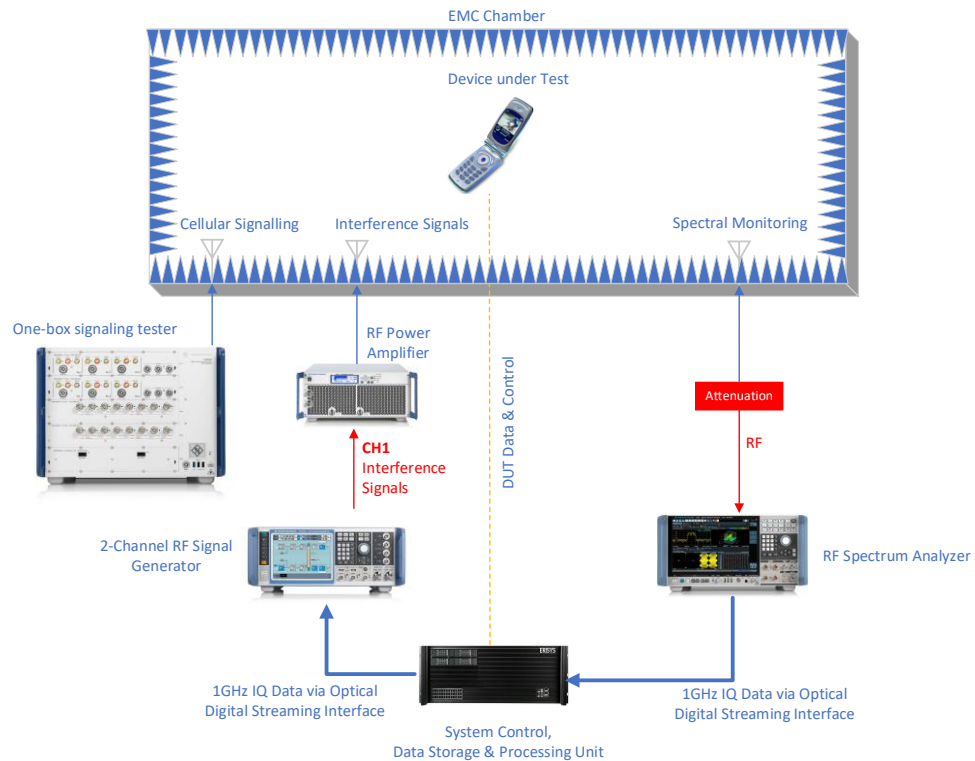 EMC Chamber
Device under Test
Cellular Signalling
Interference Signals
Spectral Monitoring
One-box signaling tester
RF Power
Amplifier
Attenuation
DUT Data & Control
CH1
Interference
Signals
RF
2-Channel RF Signal
Generator
RF Spectrum Analyzer
ERISYS
1GHz IQ Data via Optical
Digital Streaming Interface
1GHz IQ Data via Optical
Digital Streaming Interface
System Control,
Data Storage & Processing Unit